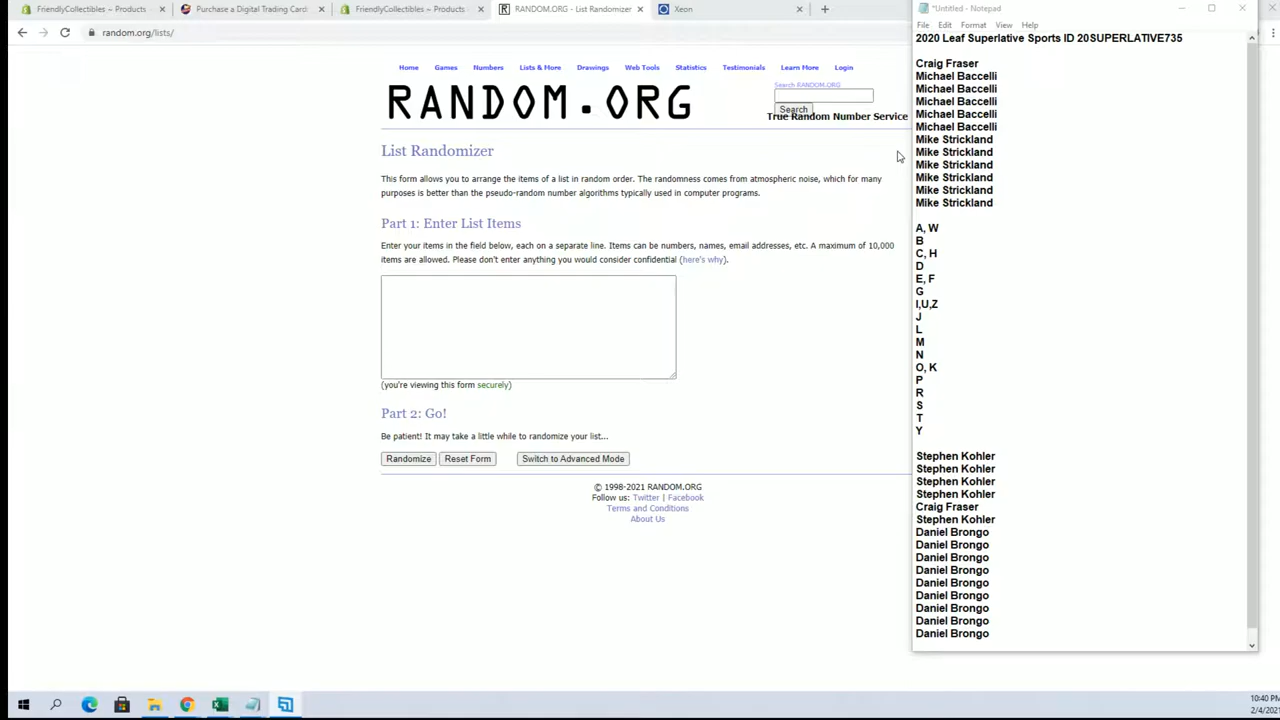 FriendlyCollectibles ~ Products
Purchase a Digital Trading Card
FriendlyCollectibles ~ Products
RANDOM.ORG - List Randomizer
Xeon
random.org/lists/
Home Games Numbers Lists & More Drawings Web Tools Statistics Testimonials Learn More Login
RANDOM.ORG
Search RANDOM.ORG
Search
True Random Number Service
List Randomizer
This form allows you to arrange the items of a list in random order. The randomness comes from atmospheric noise, which for many
purposes is better than the pseudo-random number algorithms typically used in computer programs.
Part 1: Enter List Items
Enter your items in the field below, each on a separate line. Items can be numbers, names, email addresses, etc. A maximum of 10,000
items are allowed. Please don't enter anything you would consider confidential (here's why).
(you're viewing this form securely)
Part 2: Go!
Be patient! It may take a little while to randomize your list...
Randomize Reset Form Switch to Advanced Mode
© 1998-2021 RANDOM.ORG
Follow us: Twitter | Facebook
Terms and Conditions
About Us
*Untitled - Notepad
File Edit Format View Help
2020 Leaf Superlative Sports ID 20SUPERLATIVE735
Craig Fraser
Michael Baccelli
Michael Baccelli
Michael Baccelli
Michael Baccelli
Michael Baccelli
Mike Strickland
Mike Strickland
Mike Strickland
Mike Strickland
Mike Strickland
Mike Strickland
A, W
B
C, H
D
E, F
G
I,U,Z
J
L
M
N
O, K
P
R
S
T
Y
Stephen Kohler
Stephen Kohler
Stephen Kohler
Stephen Kohler
Craig Fraser
Stephen Kohler
Daniel Brongo
Daniel Brongo
Daniel Brongo
Daniel Brongo
Daniel Brongo
Daniel Brongo
Daniel Brongo
Daniel Brongo
Daniel Brongo
10:40 PM
2/4/2021